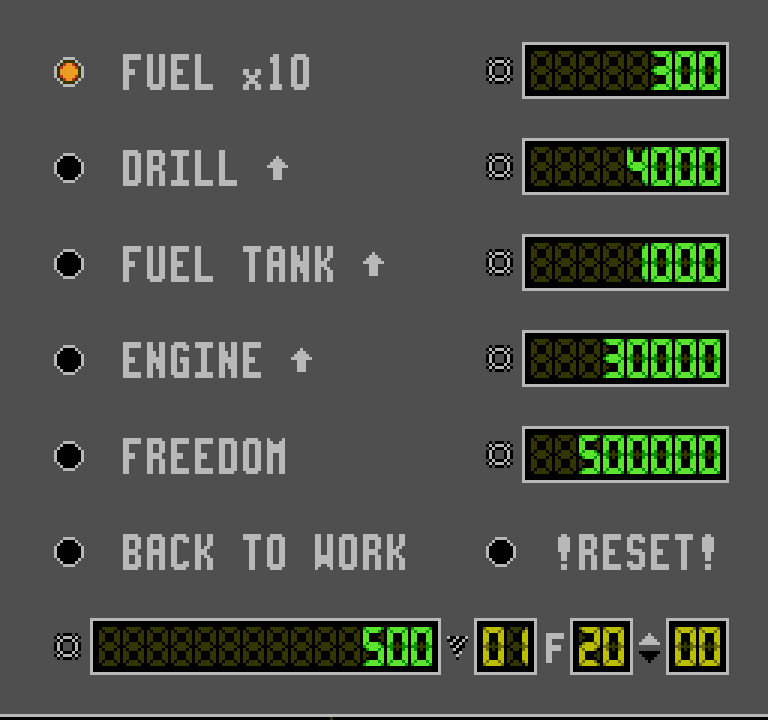 FUEL x10 300
DRILL ⬆ 4000
FUEL TANK ⬆ 1000
ENGINE ⬆ 30000
FREEDOM 500000
BACK TO WORK !RESET!
500 01 F 20 00